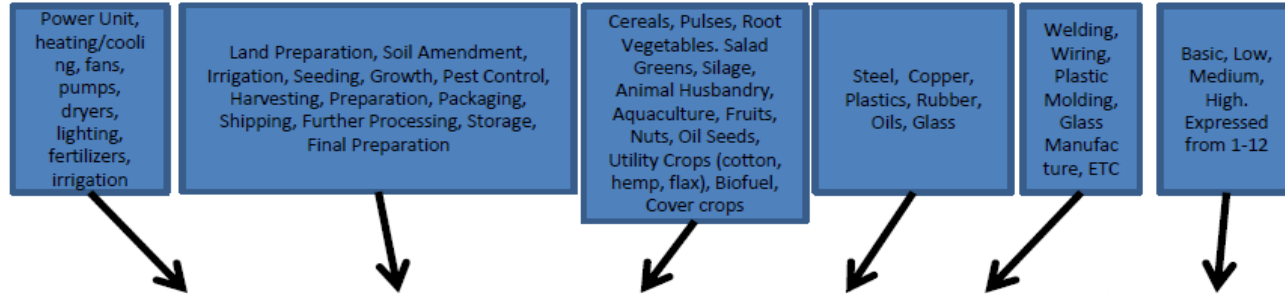 Power Unit,
heating/cooli
ng, fans,
pumps,
dryers,
lighting,
fertilizers,
irrigation
Land Preparation, Soil Amendment,
Irrigation, Seeding, Growth, Pest Control,
Harvesting, Preparation, Packaging,
Shipping, Further Processing, Storage,
Final Preparation
Cereals, Pulses, Root
Vegetables. Salad
Greens, Silage,
Animal Husbandry,
Aquaculture, Fruits,
Nuts, Oil Seeds,
Utility Crops (cotton,
hemp, flax), Biofuel,
Cover crops
Steel, Copper,
Plastics, Rubber,
Oils, Glass
Welding,
Wiring,
Plastic
Molding,
Glass
Manufac
ture, ETC
Basic, Low,
Medium,
High.
Expressed
from 1-12